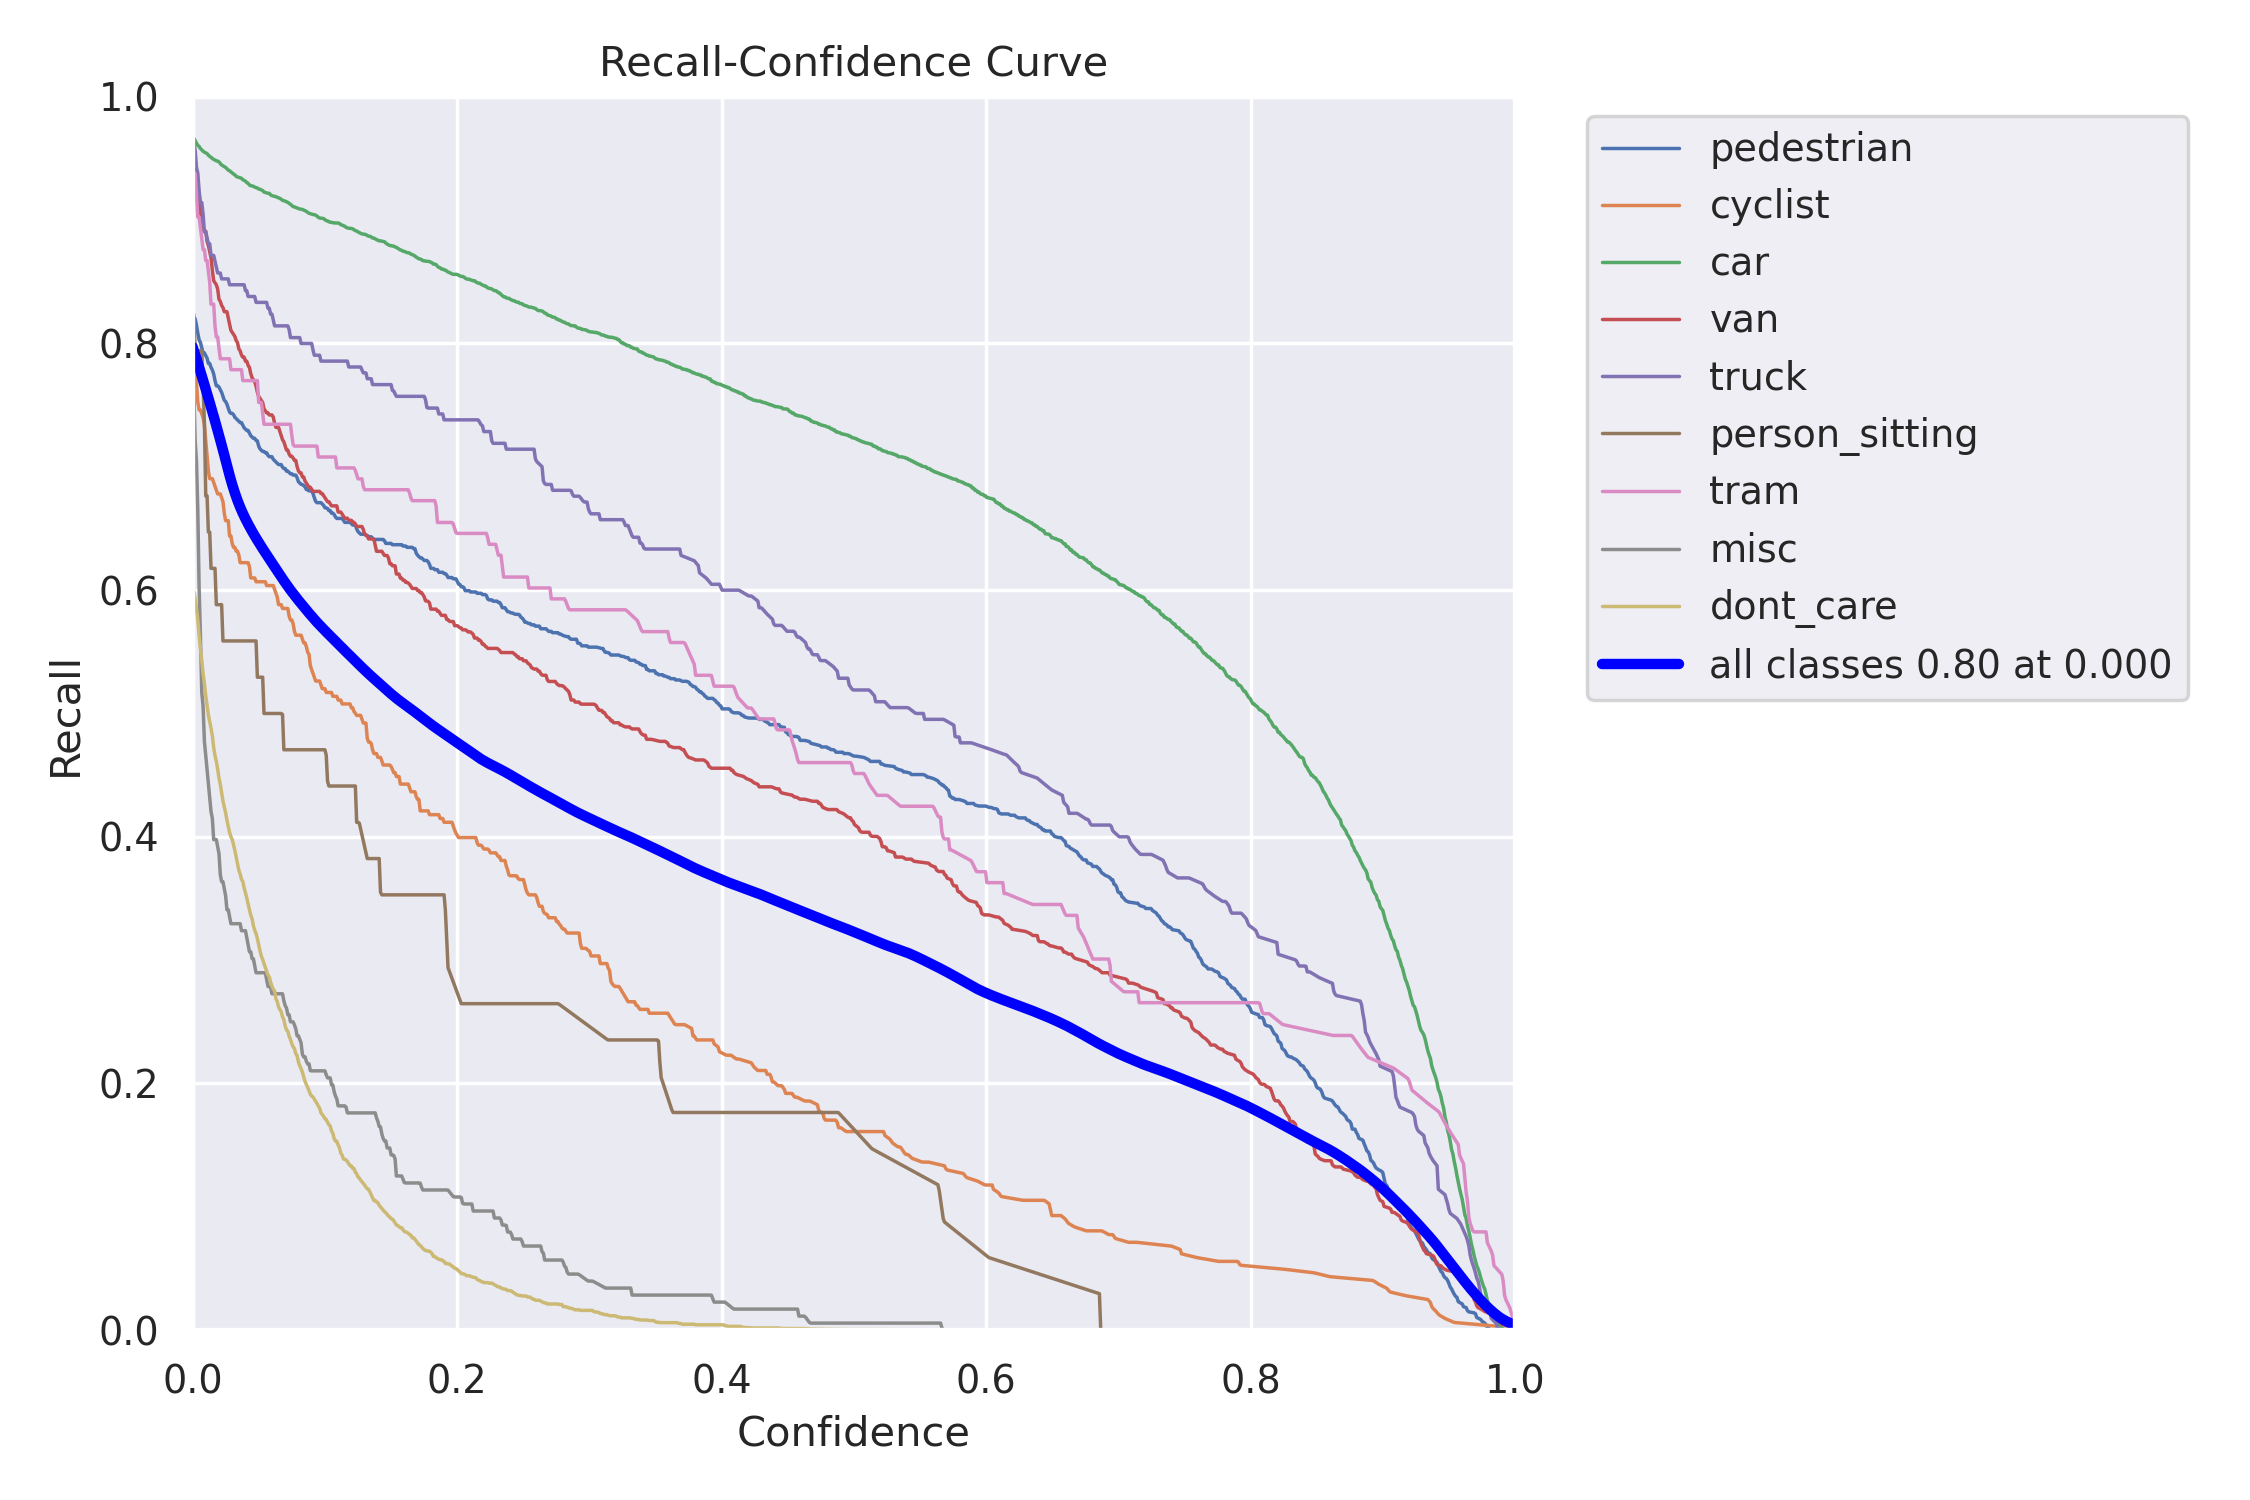 Recall-Confidence Curve
1.0
0.8
0.6
0.4
0.2
0.0
Recall
0.0 0.2 0.4 0.6 0.8 1.0
Confidence
pedestrian
cyclist
car
van
truck
person_sitting
tram
misc
dont_care
all classes 0.80 at 0.000